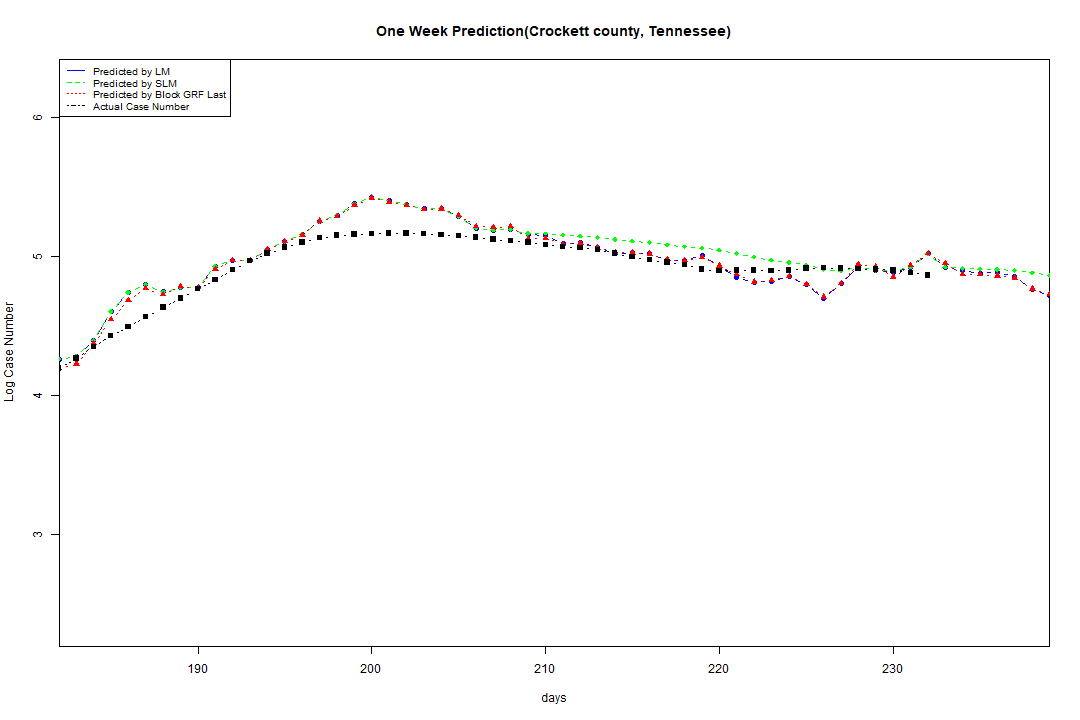 One Week Prediction(Crockett county, Tennessee)
Predicted by LM
Predicted by SLM
Predicted by Block GRF Last
Actual Case Number
6
5
4
3
Log Case Number
190 200 210 220 230
days